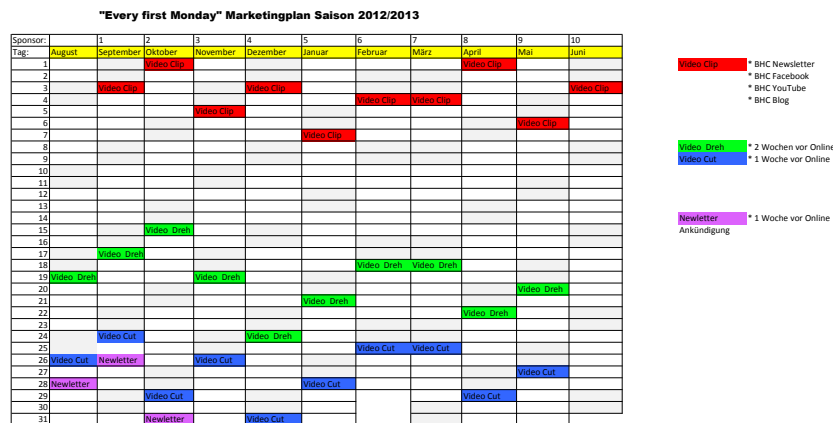 "Every first Monday" Marketingplan Saison 2012/2013
Sponsor: 1 2 3 4 5 6 7 8 9 10
Tag: August September Oktober November Dezember Januar Februar März April Mai Juni
1 Video Clip Video Clip Video Clip * BHC Newsletter
2 * BHC Facebook
3 Video Clip Video Clip Video Clip * BHC YouTube
4 Video Clip Video Clip * BHC Blog
5 Video Clip
6 Video Clip
7 Video Clip
8 Video Dreh * 2 Wochen vor Online
9 Video Cut * 1 Woche vor Online
10
11
12
13
14 Newletter * 1 Woche vor Online
15 Video Dreh Ankündigung
16
17 Video Dreh
18 Video Dreh Video Dreh
19 Video Dreh Video Dreh
20 Video Dreh
21 Video Dreh
22 Video Dreh
23
24 Video Cut Video Dreh
25 Video Cut Video Cut
26 Video Cut Newletter Video Cut
27 Video Cut
28 Newletter Video Cut
29 Video Cut Video Cut
30
31 Newletter Video Cut